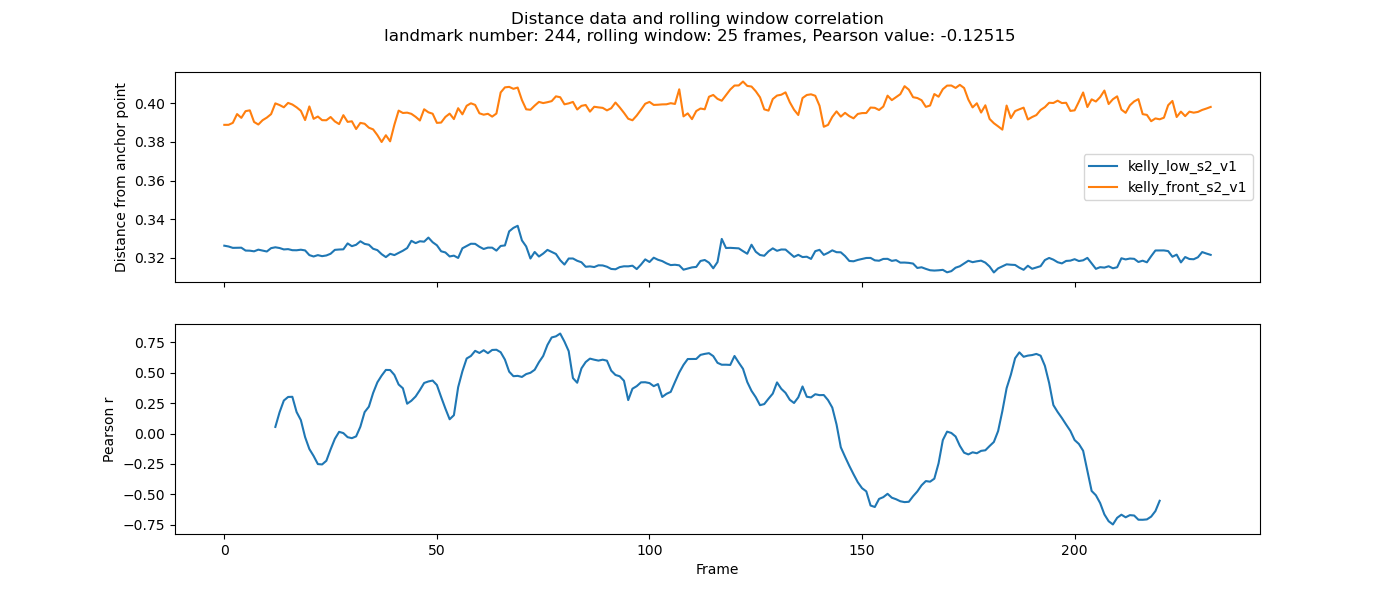 Distance data and rolling window correlation
landmark number: 244, rolling window: 25 frames, Pearson value: -0.12515
Distance from anchor point
0.40
0.38
0.36
0.34
0.32
kelly_low_s2_v1
kelly_front_s2_v1
Pearson r
0.75
0.50
0.25
0.00
−0.25
−0.50
−0.75
0 50 100 150 200
Frame